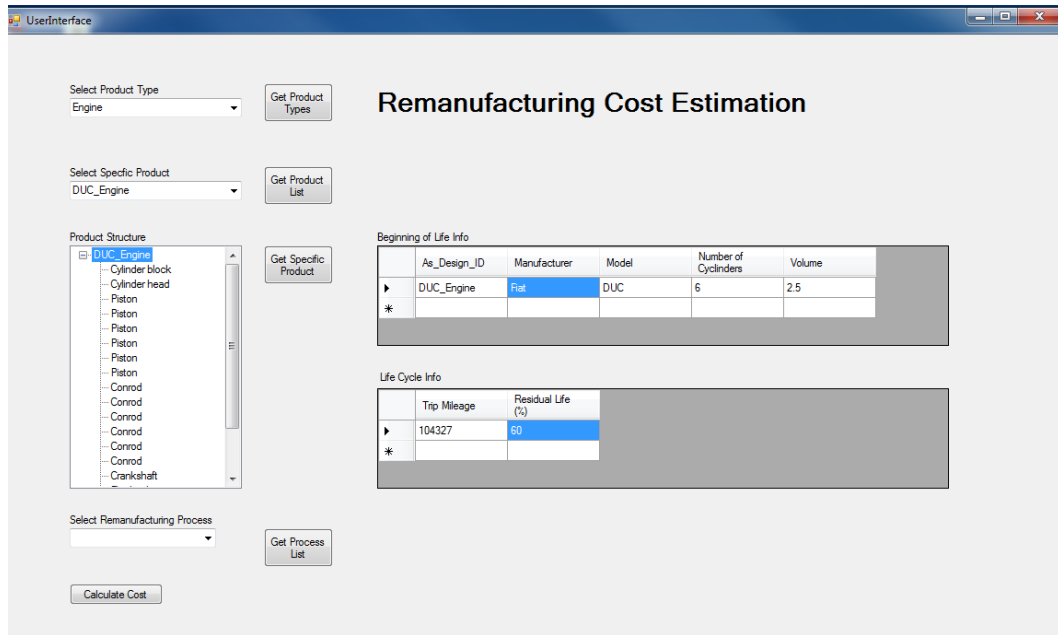 UserInterface
Select Product Type
Engine
Get Product
Types
Remanufacturing Cost Estimation
Select Specfic Product
DUC_Engine
Get Product
List
Product Structure
DUC_Engine
Cylinder block
Cylinder head
Piston
Piston
Piston
Piston
Piston
Piston
Conrod
Conrod
Conrod
Conrod
Conrod
Conrod
Crankshaft
Get Specific
Product
Beginning of Life Info
As_Design_ID Manufacturer Model Number of Cyclinders Volume
DUC_Engine Fiat DUC 6 2.5
Life Cycle Info
Trip Mileage Residual Life (%)
104327 60
Select Remanufacturing Process
Get Process
List
Calculate Cost